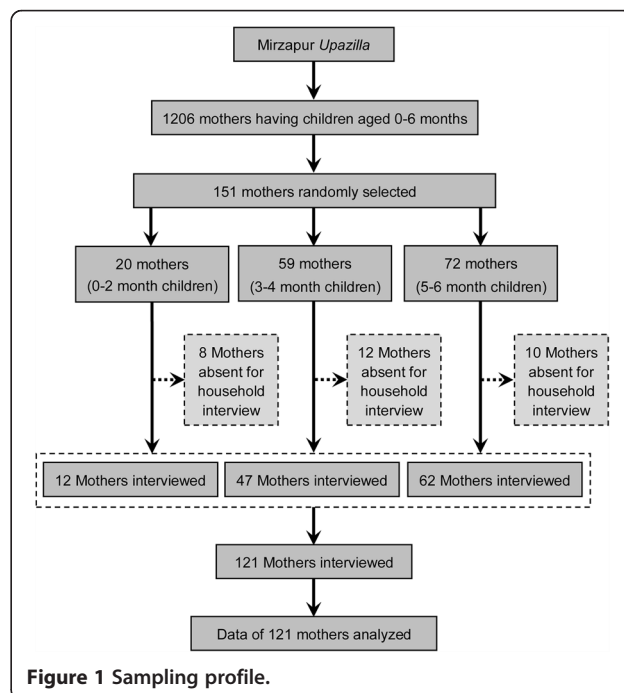 Mirzapur Upazilla
1206 mothers having children aged 0-6 months
151 mothers randomly selected
20 mothers
(0-2 month children)
59 mothers
(3-4 month children)
72 mothers
(5-6 month children)
8 Mothers
absent for
household
interview
12 Mothers
absent for
household
interview
10 Mothers
absent for
household
interview
12 Mothers interviewed
47 Mothers interviewed
62 Mothers interviewed
121 Mothers interviewed
Data of 121 mothers analyzed
Figure 1 Sampling profile.